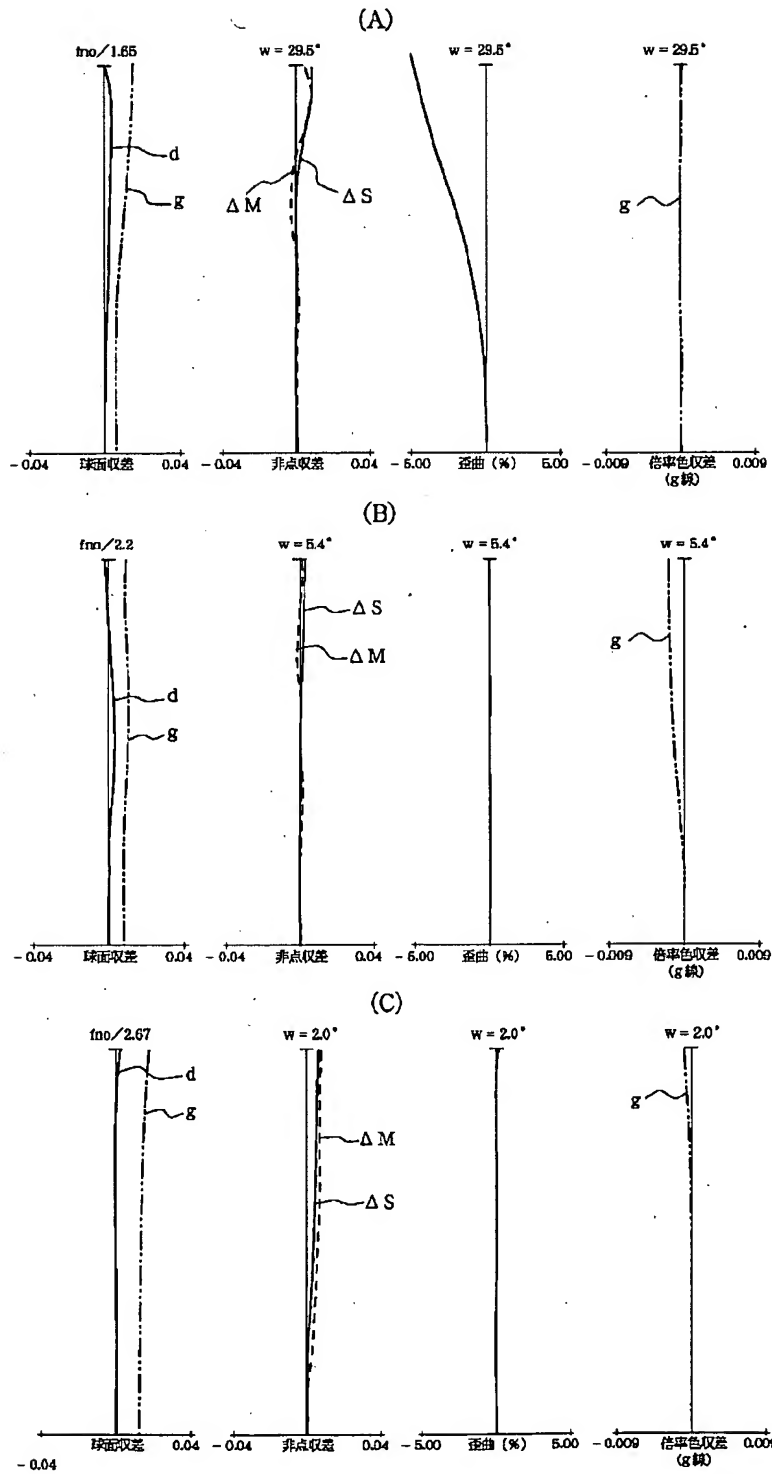 (A)
fno/1.65 w=29.5° w=29.5° w=29.5°
d
g
ΔM
ΔS
g
-0.04 球面収差 0.04 -0.04 非点収差 0.04 -5.00 歪曲(%) 5.00 -0.009 倍率色収差 0.009
(g線)
(B)
fno/2.2 w=5.4° w=5.4° w=5.4°
ΔS
g
ΔM
d
g
-0.04 球面収差 0.04 -0.04 非点収差 0.04 -5.00 歪曲(%) 5.00 -0.009 倍率色収差 0.009
(g線)
(C)
fno/2.67 w=2.0° w=2.0° w=2.0°
d
g
g
ΔM
ΔS
球面収差 0.04 -0.04 非点収差 0.04 -5.00 歪曲(%) 5.00 -0.009 倍率色収差 0.009
-0.04 (g線)